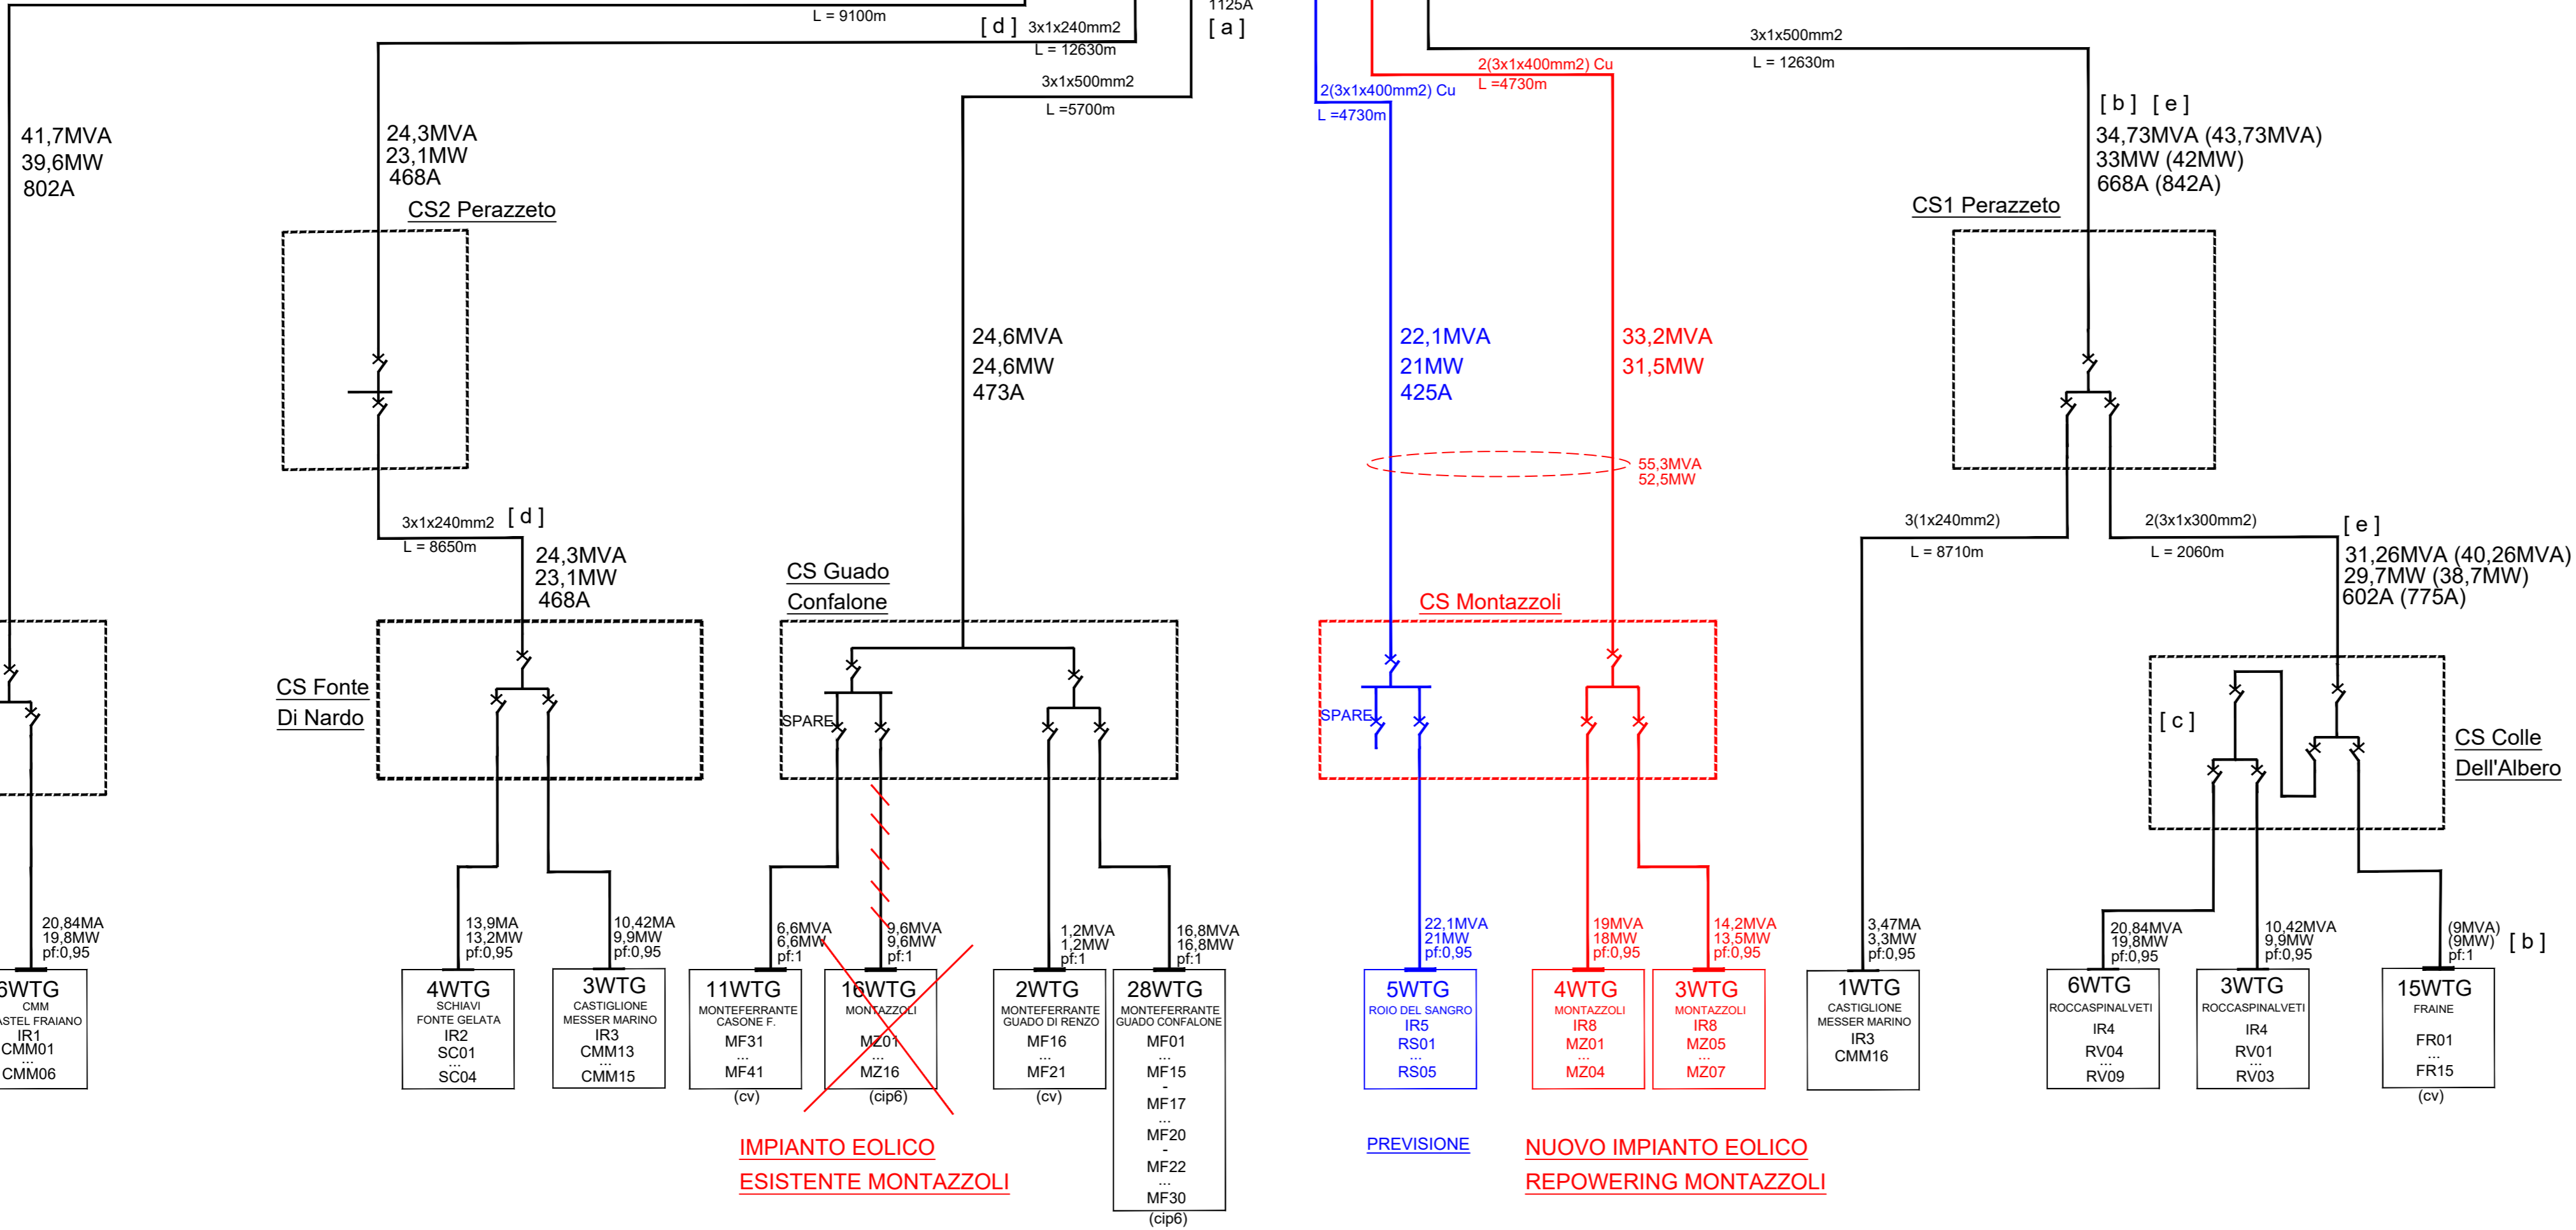 L = 9100m
[ d ] 3x1x240mm2
L = 12630m
1125A
[ a ]
3x1x500mm2
L =5700m
2(3x1x400mm2) Cu
L =4730m
2(3x1x400mm2) Cu
L =4730m
3x1x500mm2
L = 12630m
[ b ] [ e ]
34,73MVA (43,73MVA)
33MW (42MW)
668A (842A)
41,7MVA
39,6MW
802A
24,3MVA
23,1MW
468A
CS2 Perazzeto
CS1 Perazzeto
24,6MVA
24,6MW
473A
22,1MVA
21MW
425A
33,2MVA
31,5MW
55,3MVA
52,5MW
3x1x240mm2 [ d ]
L = 8650m
24,3MVA
23,1MW
468A
3(1x240mm2)
L = 8710m
2(3x1x300mm2)
L = 2060m
[ e ]
31,26MVA (40,26MVA)
29,7MW (38,7MW)
602A (775A)
CS Fonte
Di Nardo
CS Guado
Confalone
SPARE
CS Montazzoli
SPARE
[ c ]
CS Colle
Dell'Albero
20,84MA
19,8MW
pf:0,95
13,9MA
13,2MW
pf:0,95
10,42MA
9,9MW
pf:0,95
6,6MVA
6,6MW
pf:1
9,6MVA
9,6MW
pf:1
1,2MVA
1,2MW
pf:1
16,8MVA
16,8MW
pf:1
22,1MVA
21MW
pf:0,95
19MVA
18MW
pf:0,95
14,2MVA
13,5MW
pf:0,95
3,47MA
3,3MW
pf:0,95
20,84MVA
19,8MW
pf:0,95
10,42MVA
9,9MW
pf:0,95
(9MVA)
(9MW)
pf:1
[ b ]
6WTG
CMM
ASTEL FRAIANO
IR1
CMM01
...
CMM06
4WTG
SCHIAVI
FONTE GELATA
IR2
SC01
...
SC04
3WTG
CASTIGLIONE
MESSER MARINO
IR3
CMM13
...
CMM15
11WTG
MONTEFERRANTE
CASONE F.
MF31
...
MF41
(cv)
16WTG
MONTAZZOLI
MZ01
...
MZ16
(cip6)
2WTG
MONTEFERRANTE
GUADO DI RENZO
MF16
...
MF21
(cv)
28WTG
MONTEFERRANTE
GUADO CONFALONE
MF01
...
MF15
-
MF17
...
MF20
-
MF22
...
MF30
(cip6)
5WTG
ROIO DEL SANGRO
IR5
RS01
...
RS05
4WTG
MONTAZZOLI
IR8
MZ01
...
MZ04
3WTG
MONTAZZOLI
IR8
MZ05
...
MZ07
1WTG
CASTIGLIONE
MESSER MARINO
IR3
CMM16
6WTG
ROCCASPINALVETI
IR4
RV04
...
RV09
3WTG
ROCCASPINALVETI
IR4
RV01
...
RV03
15WTG
FRAINE
FR01
...
FR15
(cv)
IMPIANTO EOLICO
ESISTENTE MONTAZZOLI
PREVISIONE
NUOVO IMPIANTO EOLICO
REPOWERING MONTAZZOLI